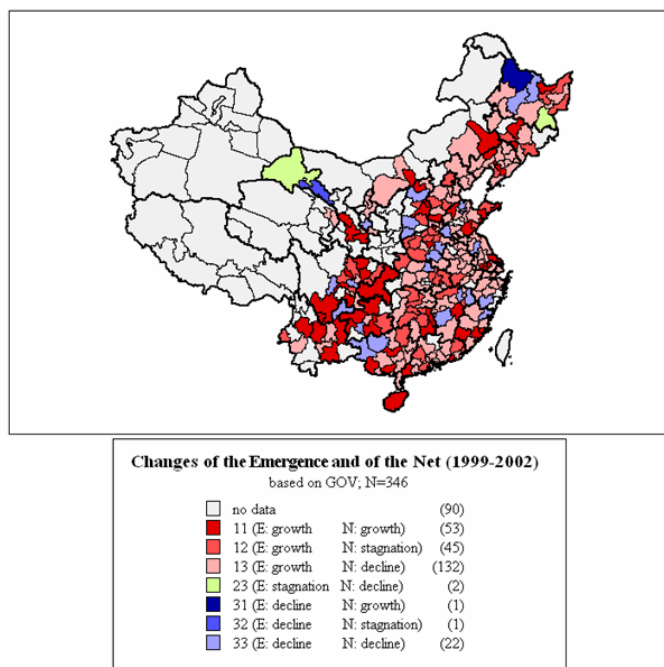 Changes of the Emergence and of the Net (1999-2002)
based on GOV; N=346
no data (90)
11 (E: growth N: growth) (53)
12 (E: growth N: stagnation) (45)
13 (E: growth N: decline) (132)
23 (E: stagnation N: decline) (2)
31 (E: decline N: growth) (1)
32 (E: decline N: stagnation) (1)
33 (E: decline N: decline) (22)